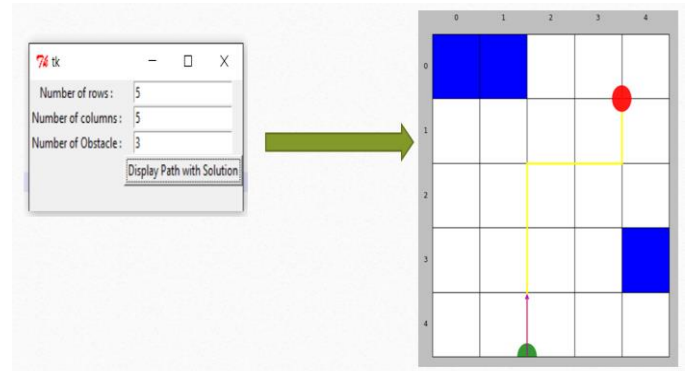 tk
Number of rows : 5
Number of columns : 5
Number of Obstacle : 3
Display Path with Solution
0 1 2 3 4
0
1
2
3
4